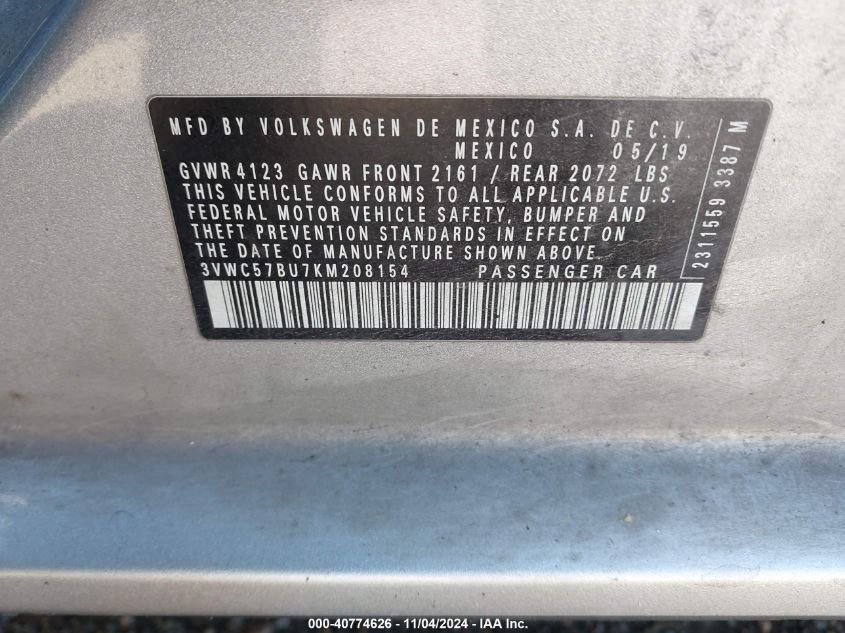 MFD BY VOLKSWAGEN DE MEXICO S.A. DE C.V.
MEXICO 05/19
GVWR 4123 GAWR FRONT 2161 / REAR 2072 LBS
THIS VEHICLE CONFORMS TO ALL APPLICABLE U.S.
FEDERAL MOTOR VEHICLE SAFETY, BUMPER AND
THEFT PREVENTION STANDARDS IN EFFECT ON
THE DATE OF MANUFACTURE SHOWN ABOVE.
3VWC57BU7KM208154 PASSENGER CAR
2311559 3387 M
000-40774626 - 11/04/2024 - IAA Inc.